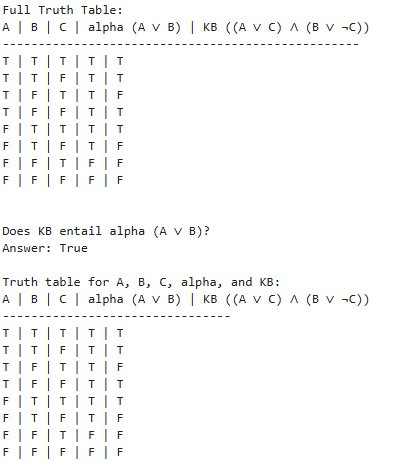 Full Truth Table:
A | B | C | alpha (A ∨ B) | KB ((A ∨ C) ∧ (B ∨ ¬C))
--------------------------------------------------
T | T | T | T | T
T | T | F | T | T
T | F | T | T | F
T | F | F | T | T
F | T | T | T | T
F | T | F | T | F
F | F | T | F | F
F | F | F | F | F
Does KB entail alpha (A ∨ B)?
Answer: True
Truth table for A, B, C, alpha, and KB:
A | B | C | alpha (A ∨ B) | KB ((A ∨ C) ∧ (B ∨ ¬C))
--------------------------------
T | T | T | T | T
T | T | F | T | T
T | F | T | T | F
T | F | F | T | T
F | T | T | T | T
F | T | F | T | F
F | F | T | F | F
F | F | F | F | F